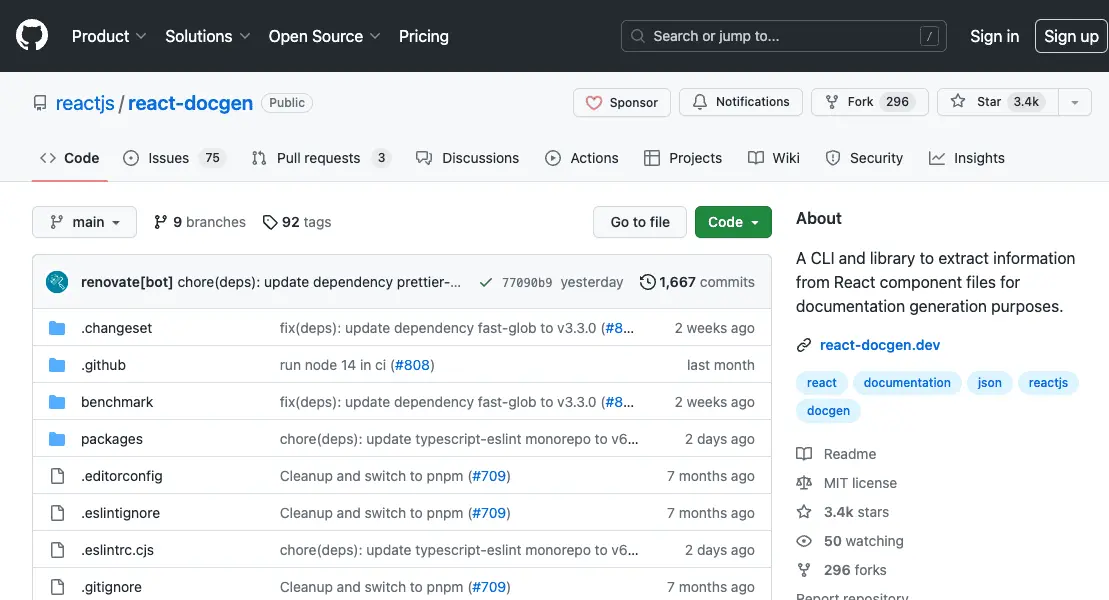 Product Solutions Open Source Pricing Search or jump to... / Sign in Sign up
reactjs / react-docgen Public Sponsor Notifications Fork 296 Star 3.4k
Code Issues 75 Pull requests 3 Discussions Actions Projects Wiki Security Insights
main 9 branches 92 tags Go to file Code
renovate[bot] chore(deps): update dependency prettier-... 77090b9 yesterday 1,667 commits
.changeset fix(deps): update dependency fast-glob to v3.3.0 (#8... 2 weeks ago
.github run node 14 in ci (#808) last month
benchmark fix(deps): update dependency fast-glob to v3.3.0 (#8... 2 weeks ago
packages chore(deps): update typescript-eslint monorepo to v6... 2 days ago
.editorconfig Cleanup and switch to pnpm (#709) 7 months ago
.eslintignore Cleanup and switch to pnpm (#709) 7 months ago
.eslintrc.cjs chore(deps): update typescript-eslint monorepo to v6... 2 days ago
.gitignore Cleanup and switch to pnpm (#709) 7 months ago
About
A CLI and library to extract information
from React component files for
documentation generation purposes.
react-docgen.dev
react documentation json reactjs
docgen
Readme
MIT license
3.4k stars
50 watching
296 forks
Report repository